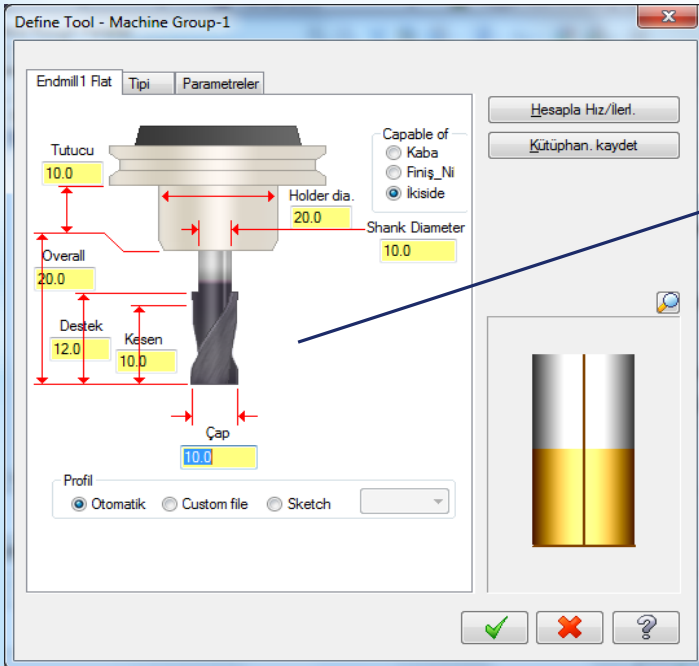 Define Tool - Machine Group-1
Endmill1 Flat
Tipi
Parametreler
Hesapla Hız/İlerl.
Kütüphan. kaydet
Tutucu
10.0
Capable of
Kaba
Finiş_Ni
İkiside
Holder dia.
20.0
Shank Diameter
10.0
Overall
20.0
Destek
12.0
Kesen
10.0
Çap
10.0
Profil
Otomatik
Custom file
Sketch